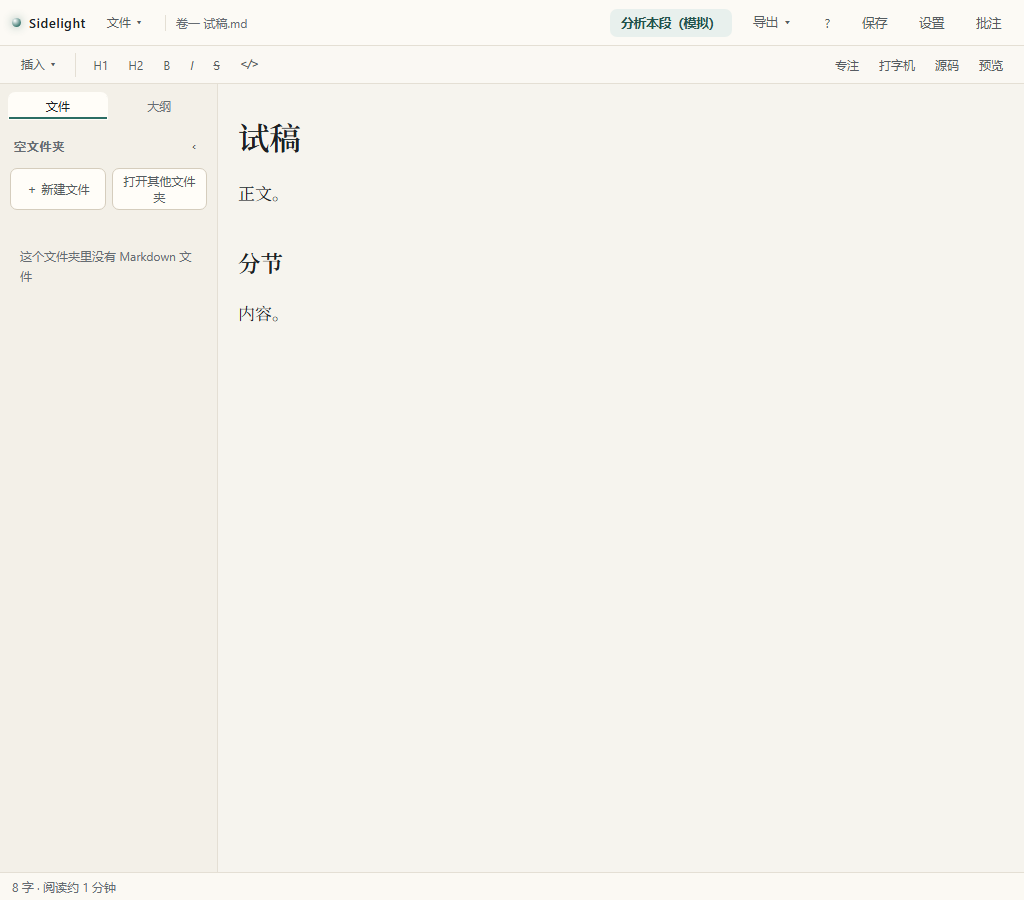 Sidelight 文件 ▾ 卷一 试稿.md 分析本段（模拟） 导出 ▾ ? 保存 设置 批注
插入 ▾ H1 H2 B I S </> 专注 打字机 源码 预览
文件 大纲
空文件夹 ‹
+ 新建文件
打开其他文件
夹
这个文件夹里没有 Markdown 文
件
试稿
正文。
分节
内容。
8 字 · 阅读约 1 分钟